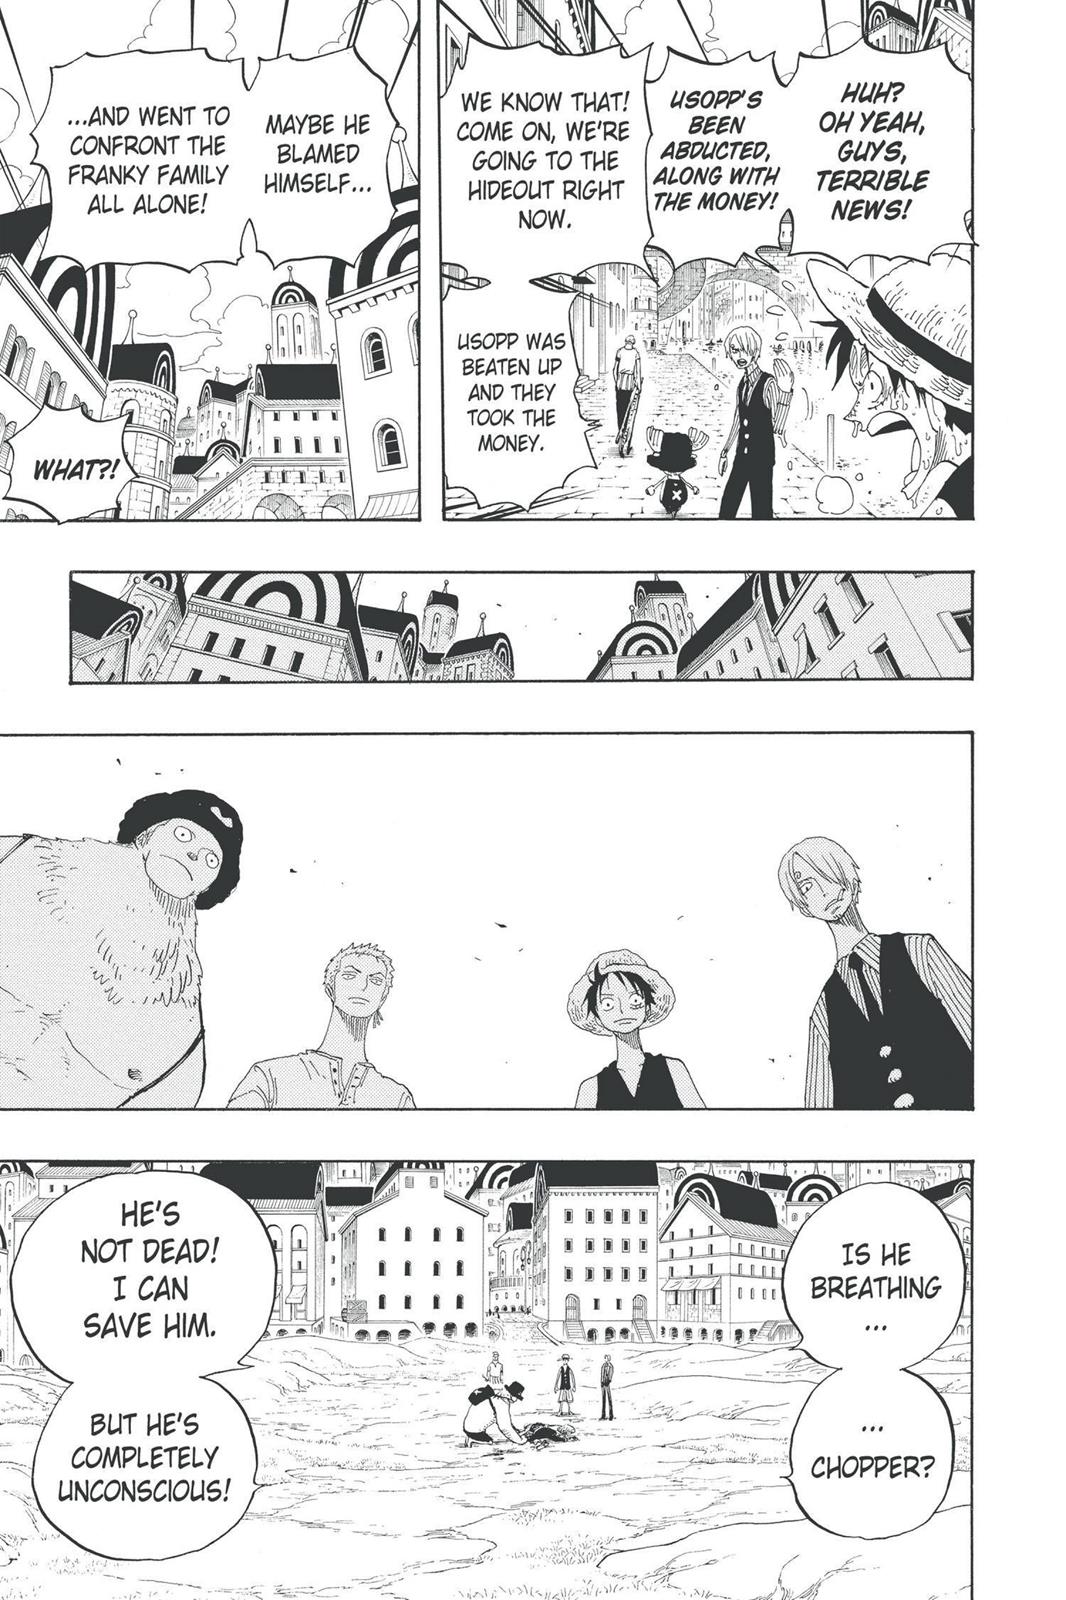 HUH?
OH YEAH,
GUYS,
TERRIBLE
NEWS!
USOPP'S
BEEN
ABDUCTED,
ALONG WITH
THE MONEY!
WE KNOW THAT!
COME ON, WE'RE
GOING TO THE
HIDEOUT RIGHT
NOW.
USOPP WAS
BEATEN UP
AND THEY
TOOK THE
MONEY.
MAYBE HE
BLAMED
HIMSELF...
...AND WENT TO
CONFRONT THE
FRANKY FAMILY
ALL ALONE!
WHAT?!
IS HE
BREATHING
...
...
CHOPPER?
HE'S
NOT DEAD!
I CAN
SAVE HIM.
BUT HE'S
COMPLETELY
UNCONSCIOUS!